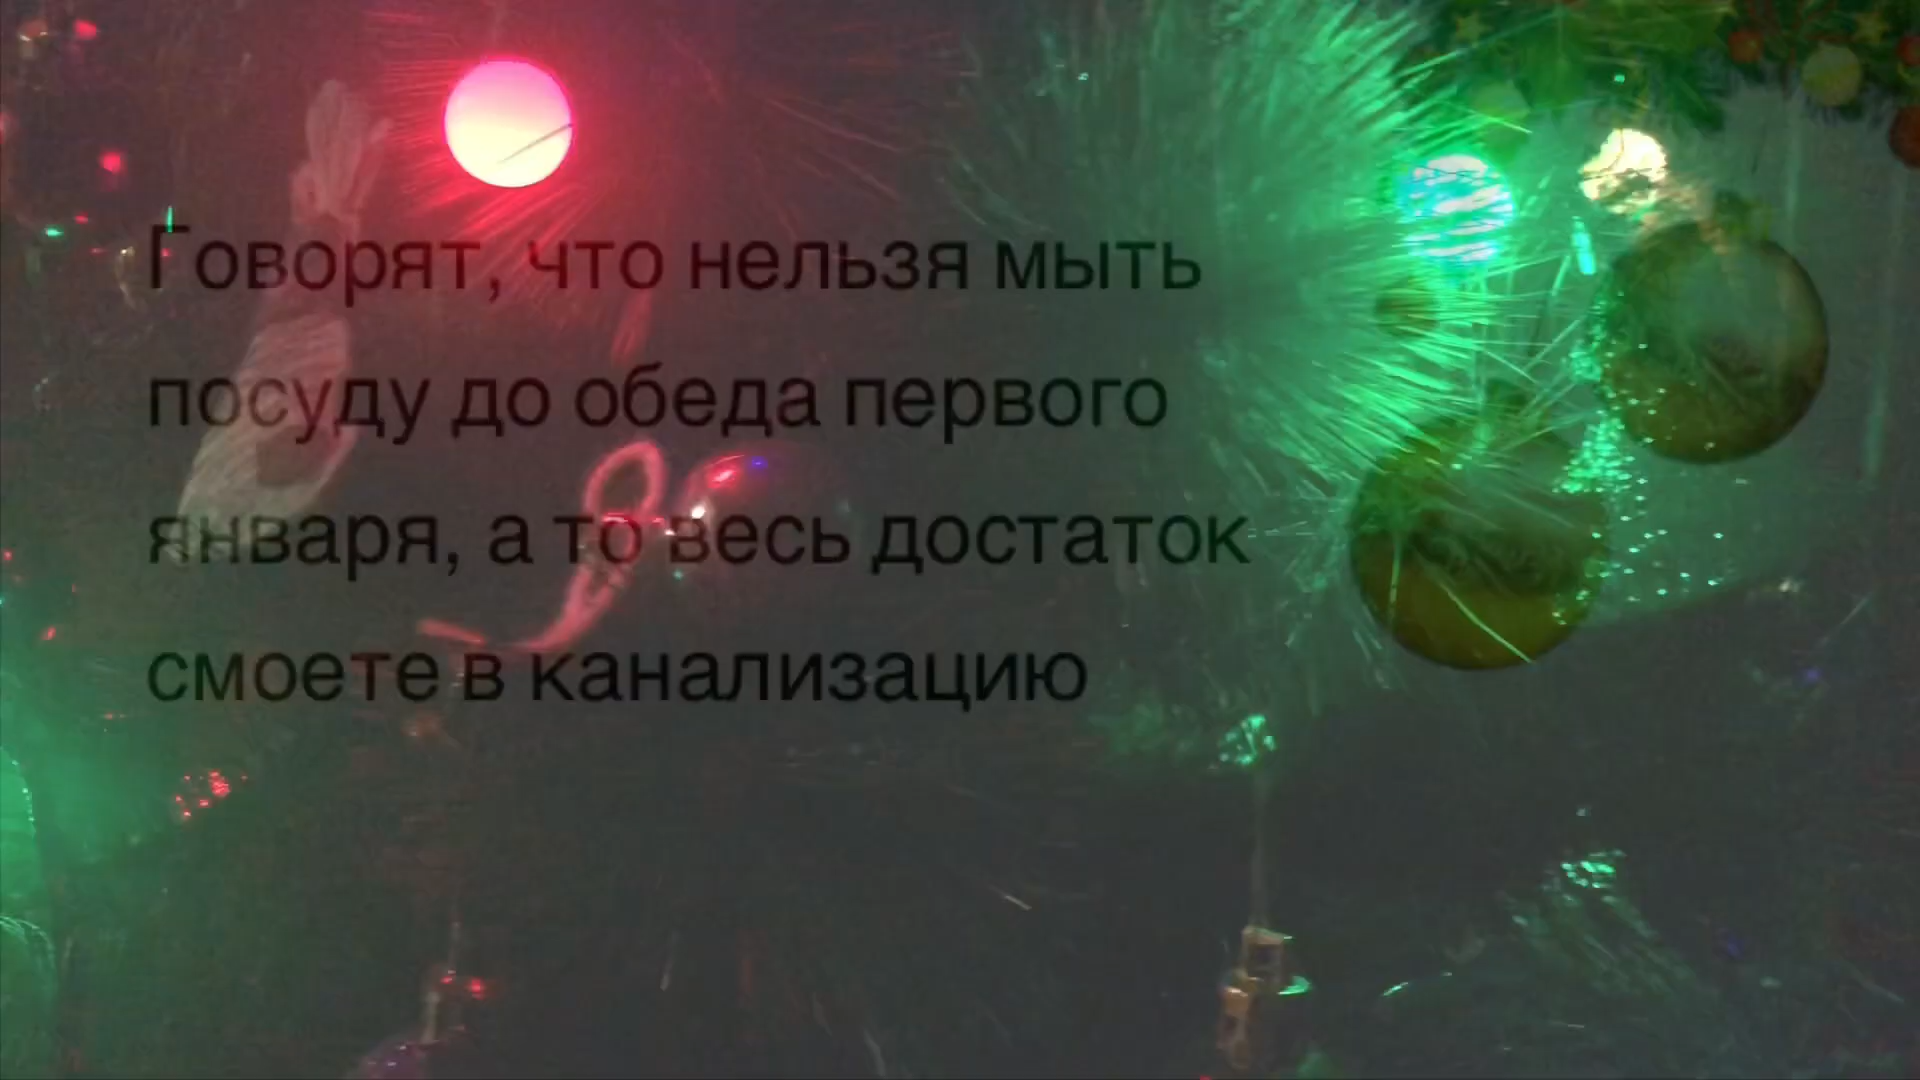 Говорят, что нельзя мыть
посуду до обеда первого
января, а то весь достаток
смоете в канализацию